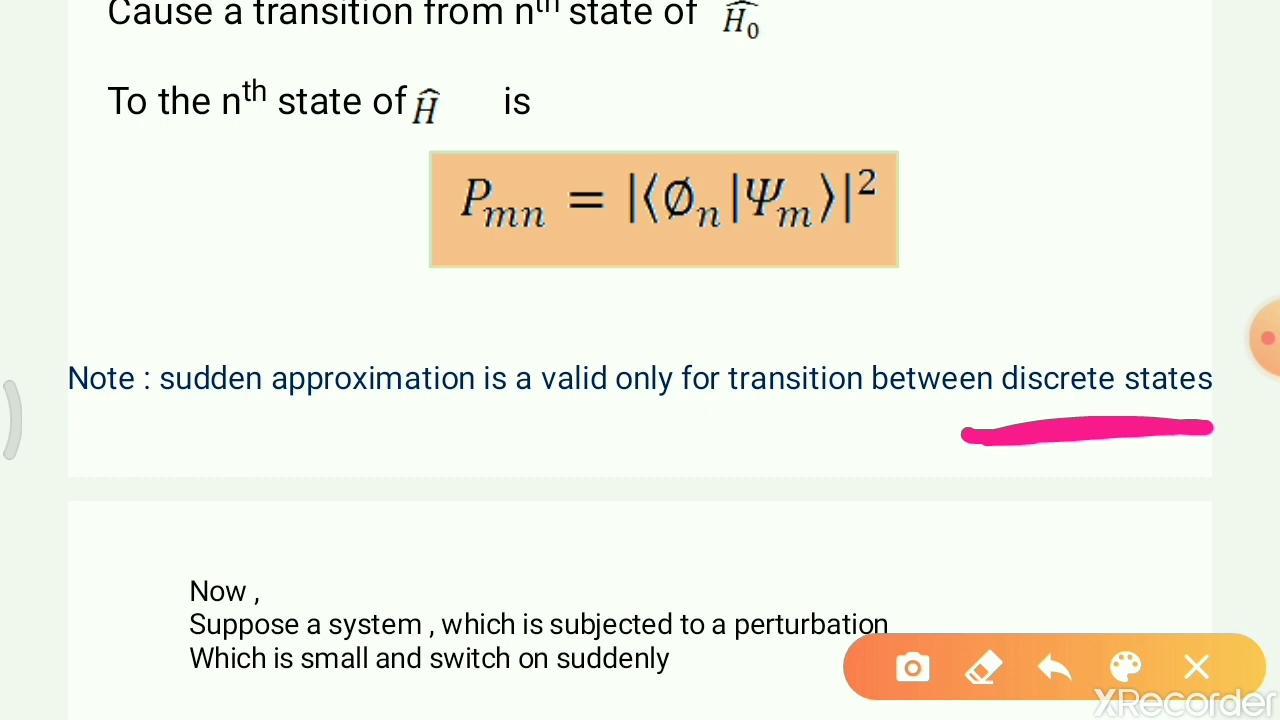 Cause a transition from nth state of Ĥ₀
To the nth state of Ĥ is
Pmn = |⟨∅n|Ψm⟩|²
Note : sudden approximation is a valid only for transition between discrete states
Now ,
Suppose a system , which is subjected to a perturbation
Which is small and switch on suddenly
XRecorder